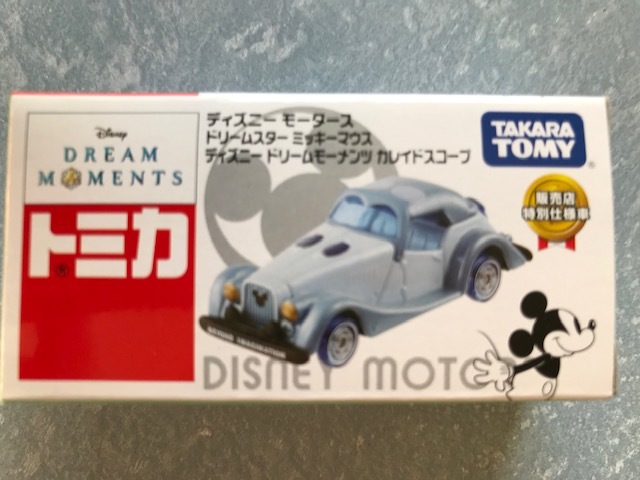 Disney
DREAM
MOMENTS
トミカ
®
ディズニー モータース
ドリームスター ミッキーマウス
ディズニー ドリームモーメンツ カレイドスコープ
TAKARA
TOMY
®
販売店
特別仕様車
BEYOND IMAGINATION
DISNEY MOTOR